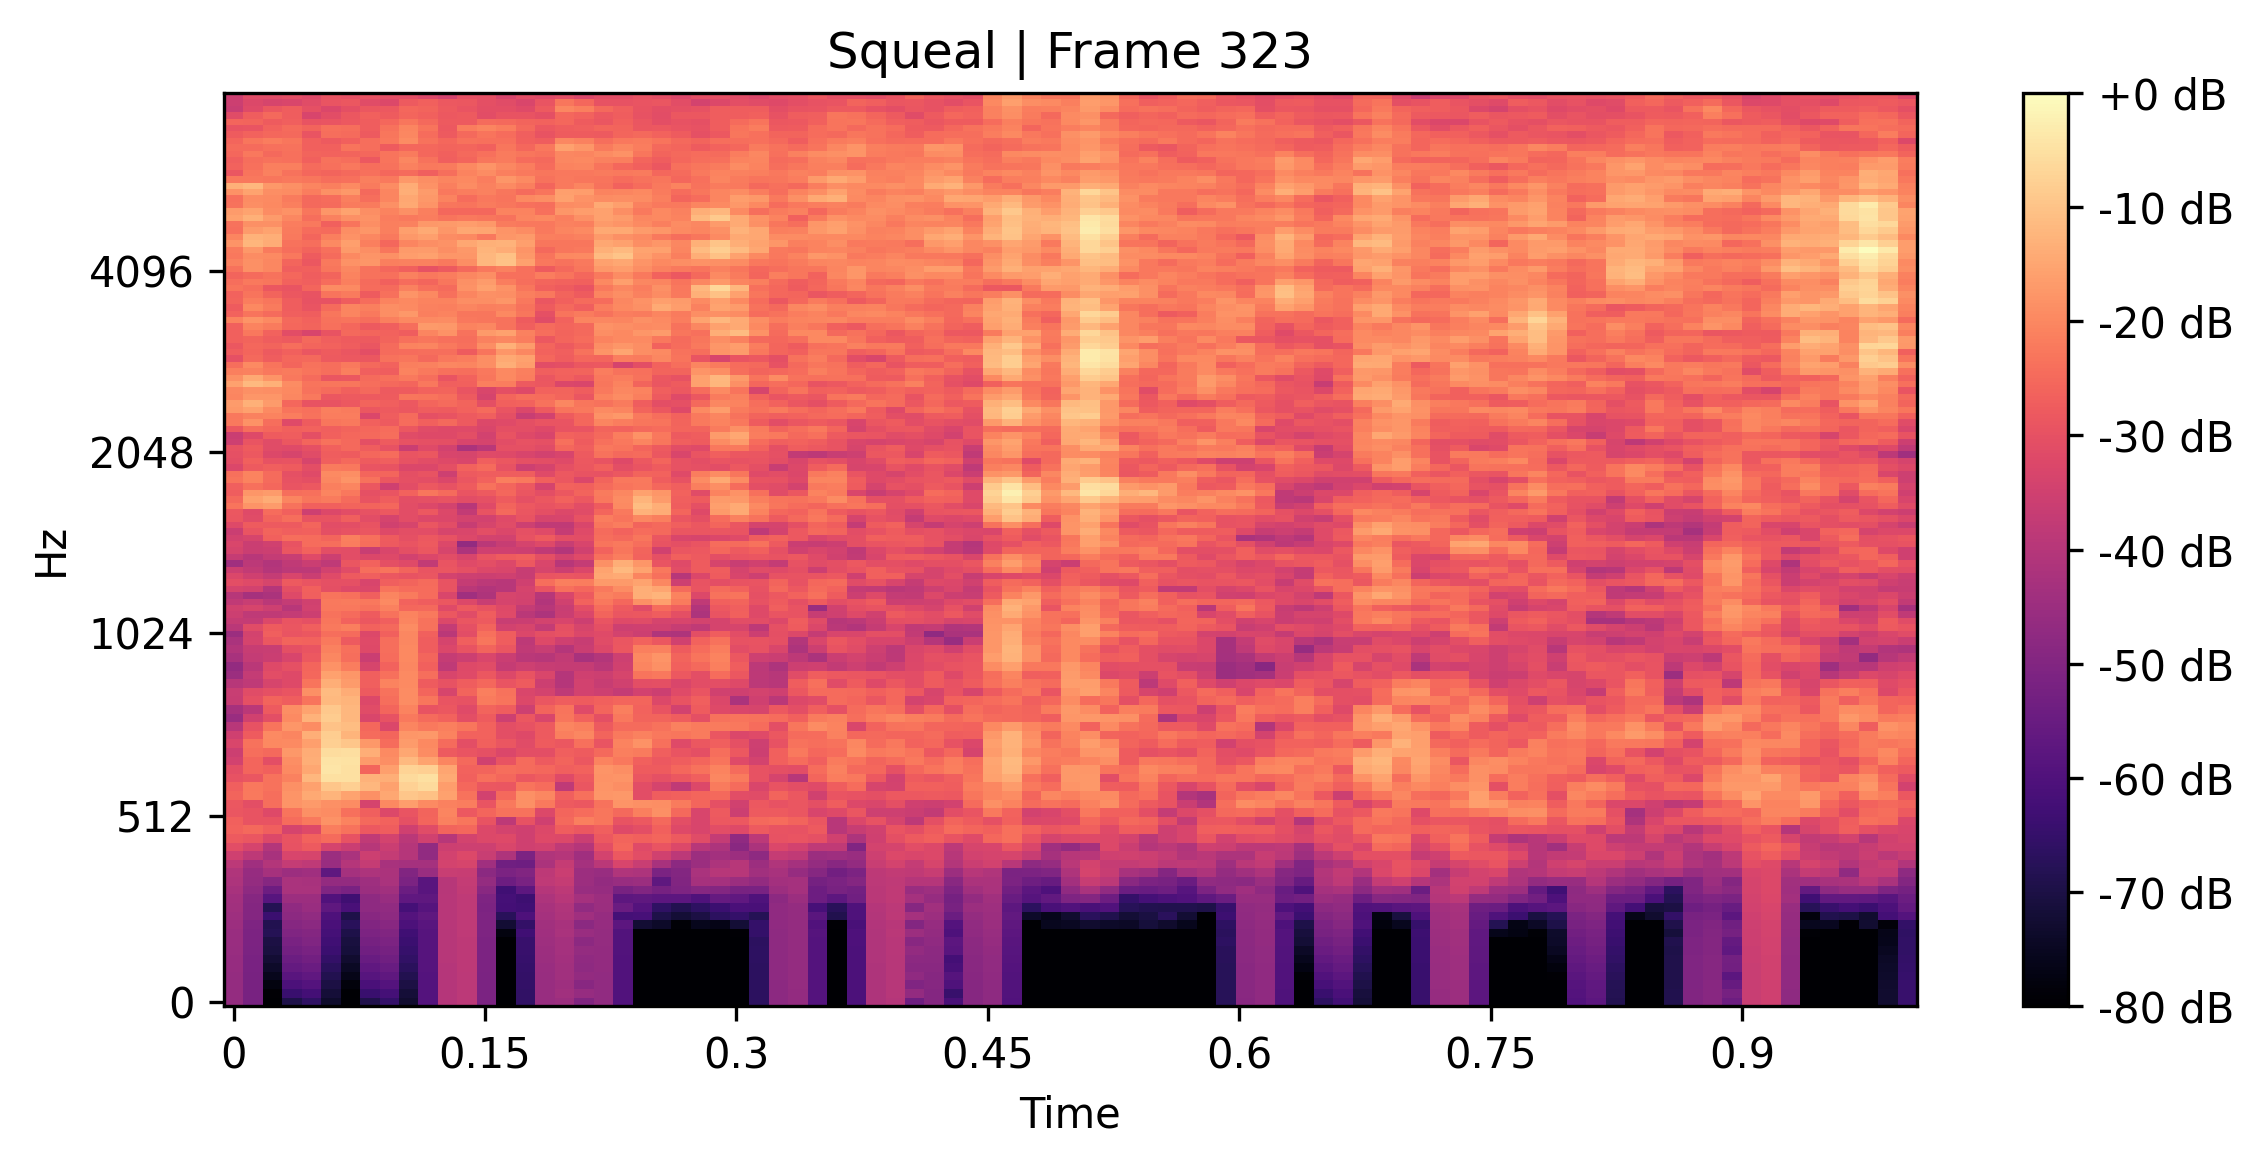 Squeal | Frame 323
Hz
4096
2048
1024
512
0
0 0.15 0.3 0.45 0.6 0.75 0.9
Time
+0 dB
-10 dB
-20 dB
-30 dB
-40 dB
-50 dB
-60 dB
-70 dB
-80 dB